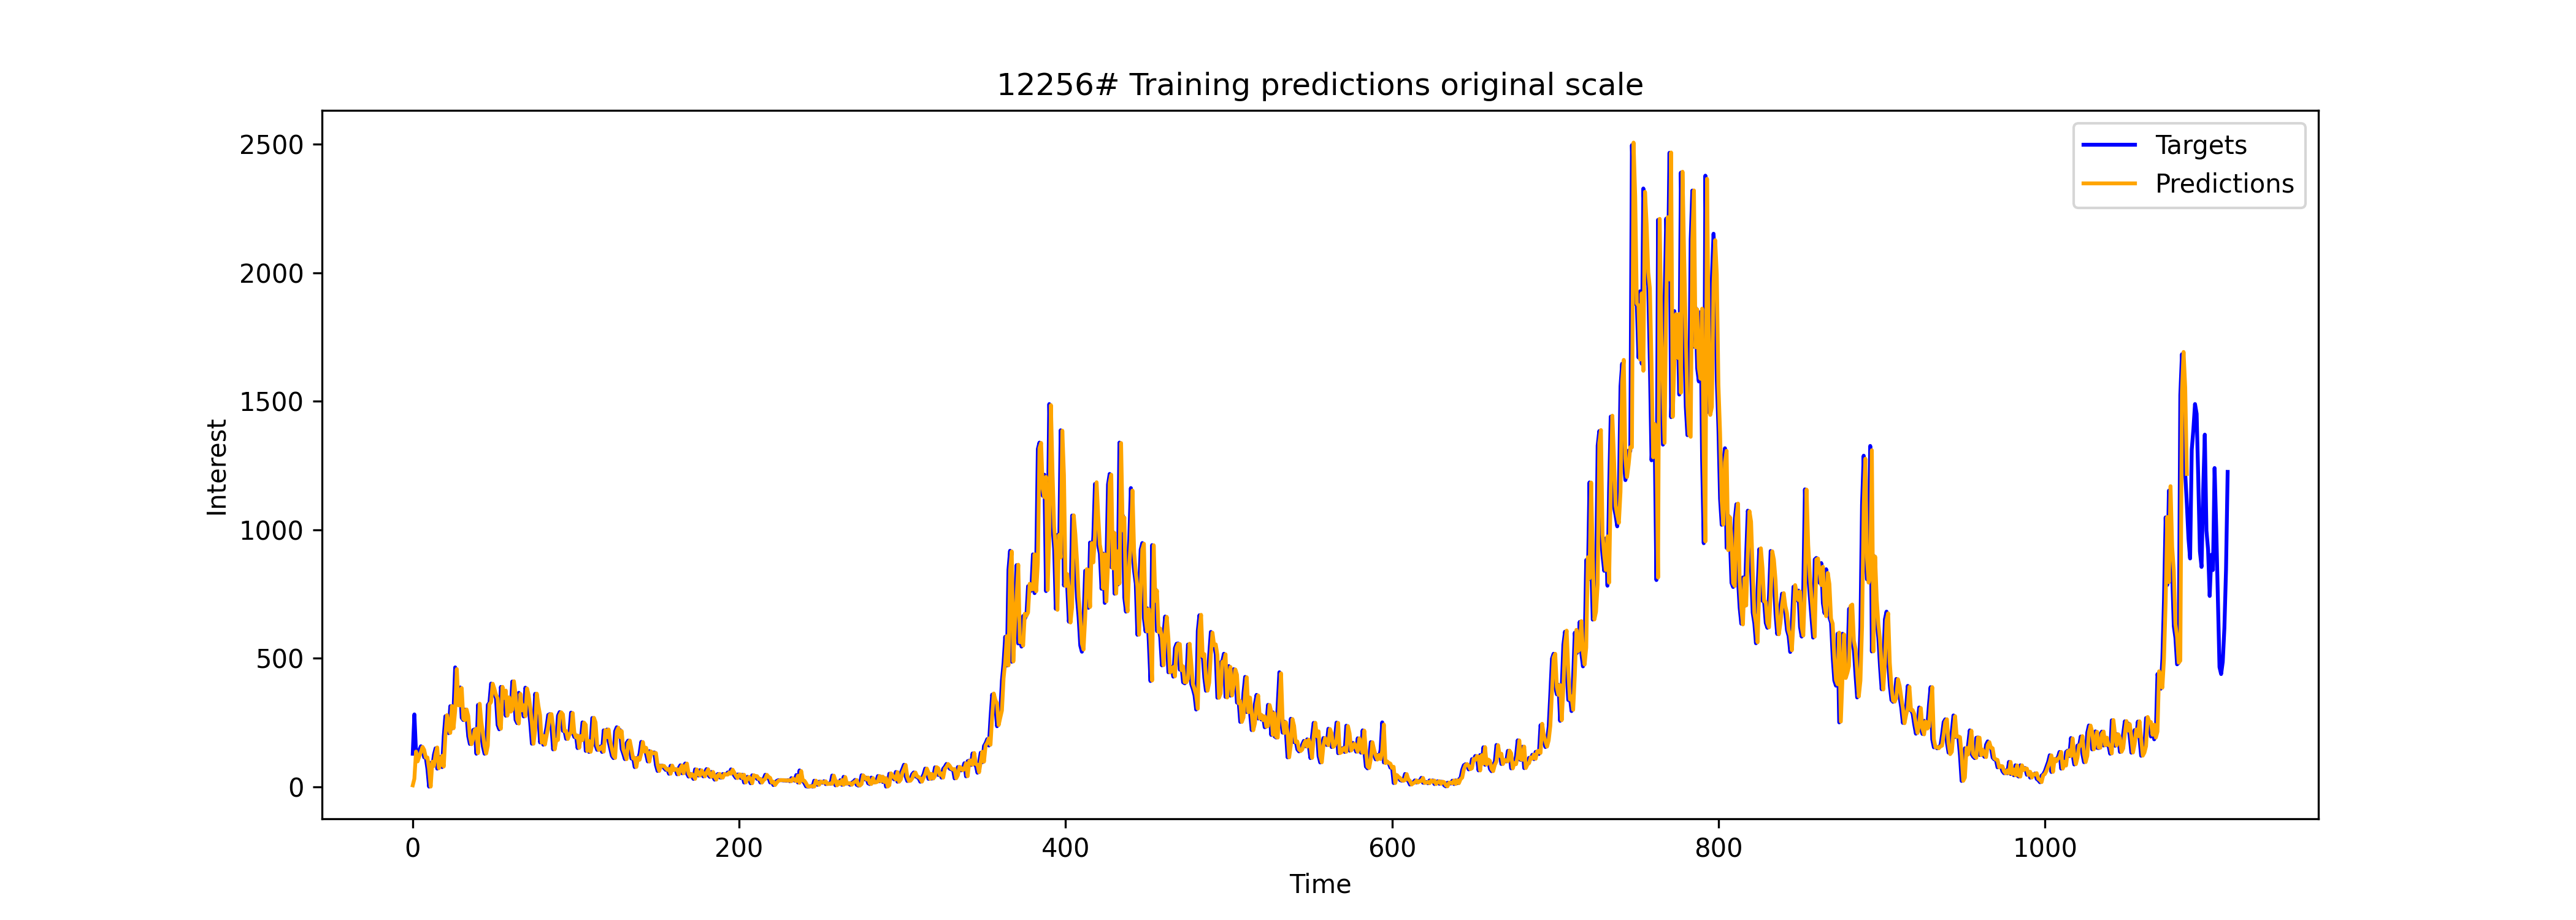 12256# Training predictions original scale
Targets
Predictions
2500
2000
1500
1000
500
0
Interest
0 200 400 600 800 1000
Time